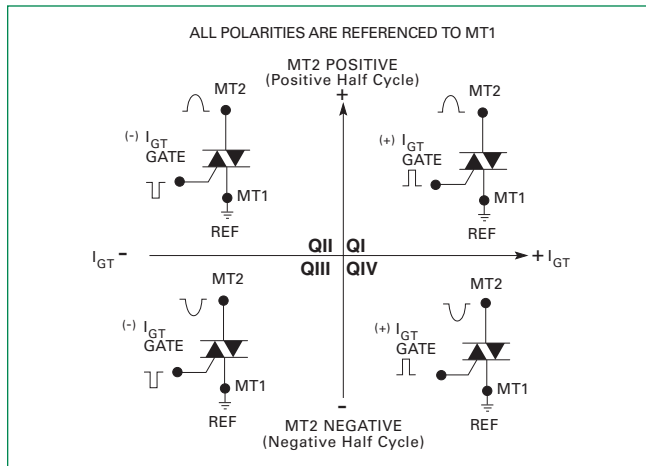 ALL POLARITIES ARE REFERENCED TO MT1
MT2 POSITIVE
(Positive Half Cycle)
+
MT2
(-) IGT
GATE
MT1
REF
MT2
(+) IGT
GATE
MT1
REF
IGT -
QII QI
QIII QIV
+ IGT
MT2
(-) IGT
GATE
MT1
REF
MT2
(+) IGT
GATE
MT1
REF
-
MT2 NEGATIVE
(Negative Half Cycle)